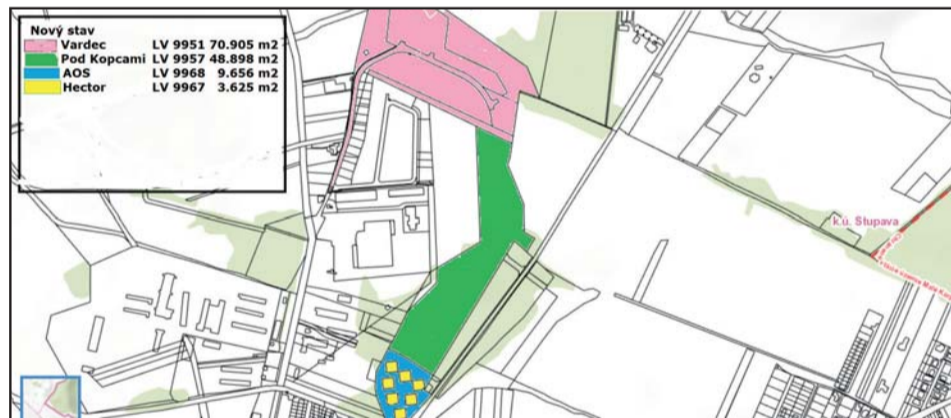 Nový stav
Vardec LV 9951 70.905 m2
Pod Kopcami LV 9957 48.898 m2
AOS LV 9968 9.656 m2
Hector LV 9967 3.625 m2
k.ú. Stupava